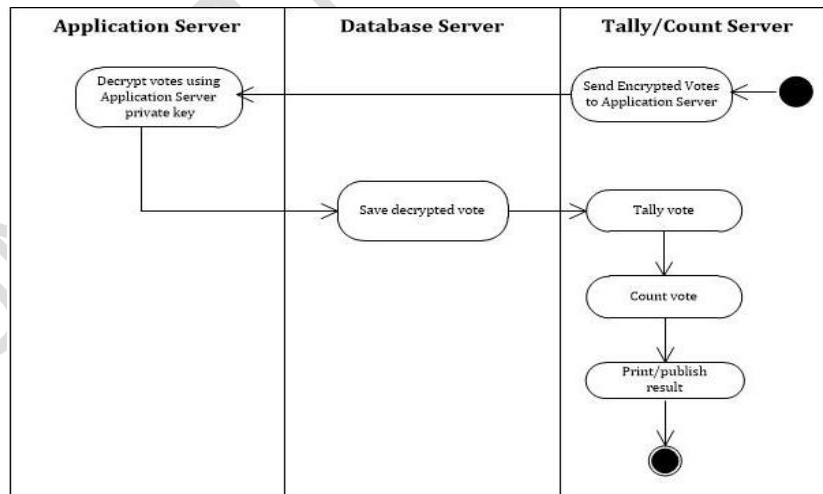 Application Server
Database Server
Tally/Count Server
Decrypt votes using
Application Server
private key
Send Encrypted Votes
to Application Server
Save decrypted vote
Tally vote
Count vote
Print/publish
result